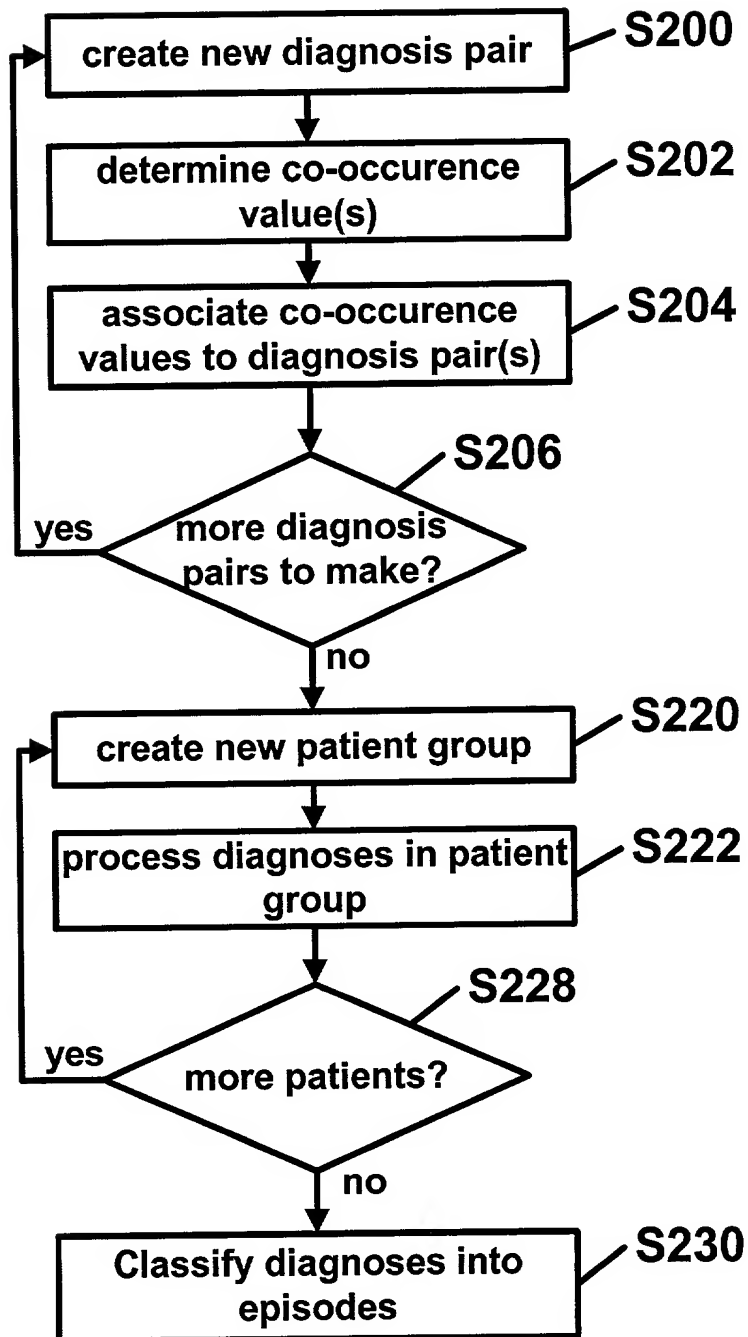 create new diagnosis pair
S200
determine co-occurence
value(s)
S202
associate co-occurence
values to diagnosis pair(s)
S204
S206
more diagnosis
pairs to make?
yes
no
create new patient group
S220
process diagnoses in patient
group
S222
S228
more patients?
yes
no
Classify diagnoses into
episodes
S230